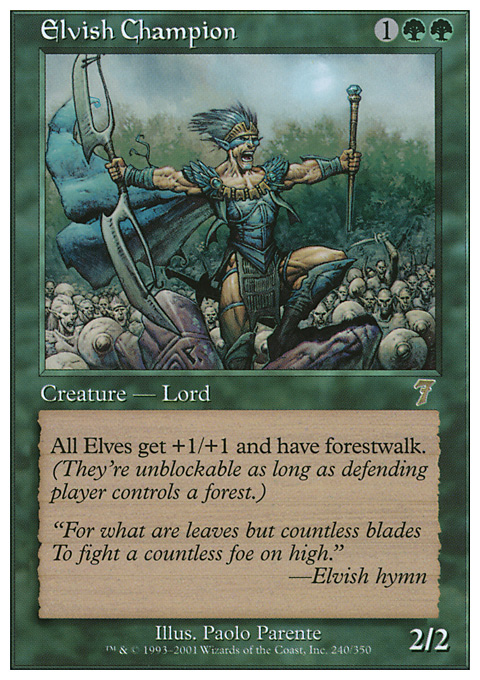 Elvish Champion 1
Creature — Lord
All Elves get +1/+1 and have forestwalk.
(They're unblockable as long as defending
player controls a forest.)
“For what are leaves but countless blades
To fight a countless foe on high.”
—Elvish hymn
Illus. Paolo Parente
™ & © 1993–2001 Wizards of the Coast, Inc. 240/350
2/2